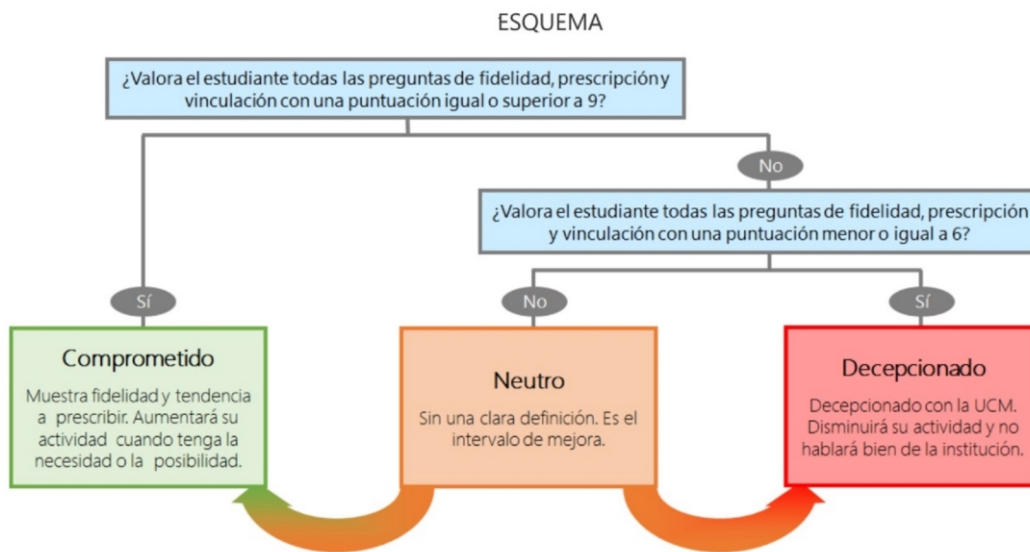 ESQUEMA
¿Valora el estudiante todas las preguntas de fidelidad, prescripción y
vinculación con una puntuación igual o superior a 9?
No
¿Valora el estudiante todas las preguntas de fidelidad, prescripción
y vinculación con una puntuación menor o igual a 6?
Sí
No
Sí
Comprometido
Muestra fidelidad y tendencia
a prescribir. Aumentará su
actividad cuando tenga la
necesidad o la posibilidad.
Neutro
Sin una clara definición. Es el
intervalo de mejora.
Decepcionado
Decepcionado con la UCM.
Disminuirá su actividad y no
hablará bien de la institución.